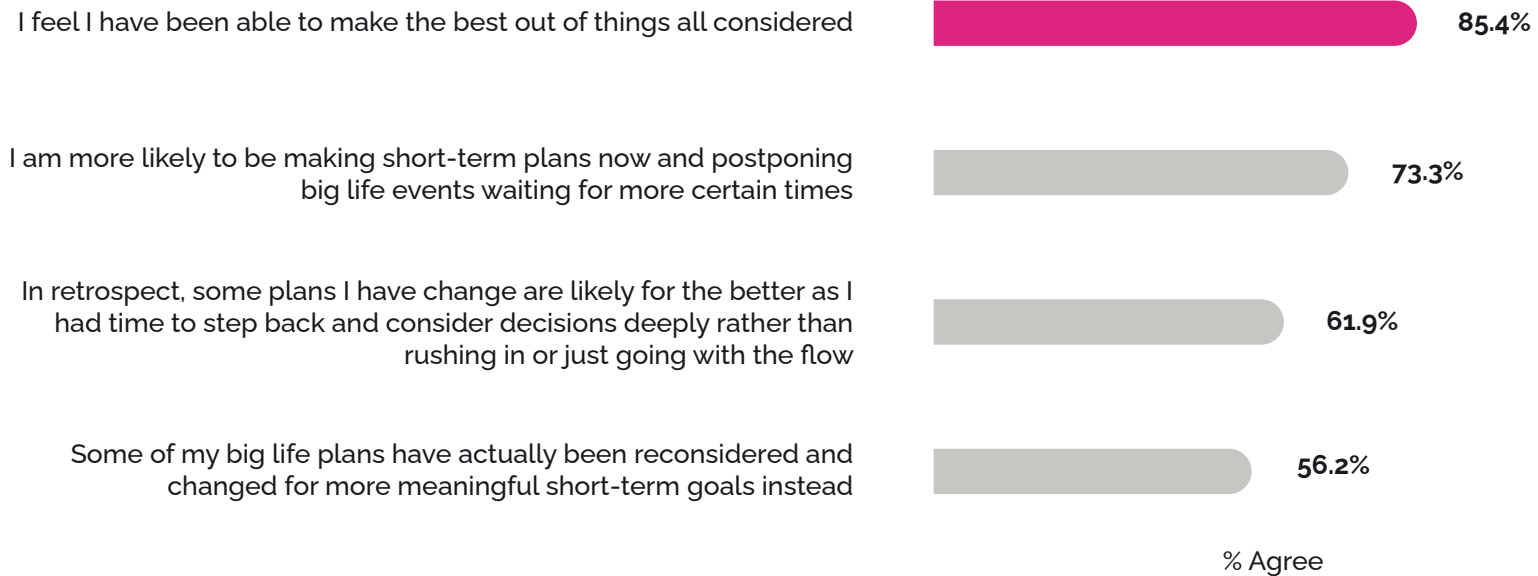 I feel I have been able to make the best out of things all considered
85.4%
I am more likely to be making short-term plans now and postponing
big life events waiting for more certain times
73.3%
In retrospect, some plans I have change are likely for the better as I
had time to step back and consider decisions deeply rather than
rushing in or just going with the flow
61.9%
Some of my big life plans have actually been reconsidered and
changed for more meaningful short-term goals instead
56.2%
% Agree